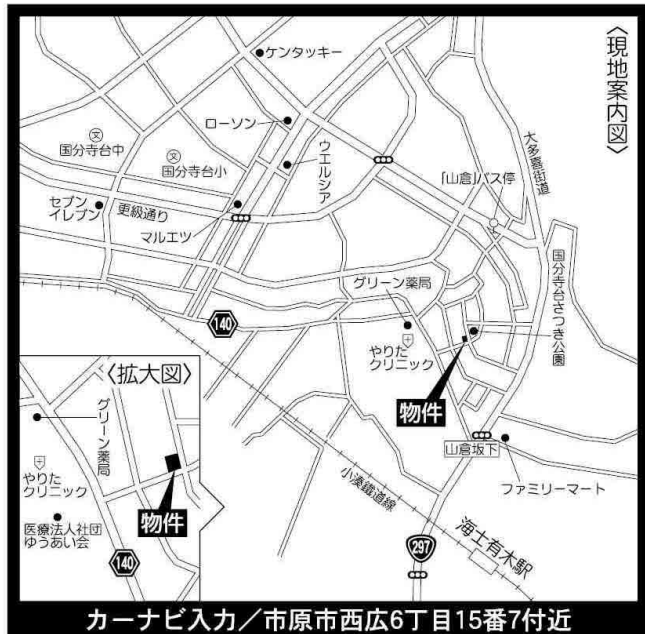 〈現地案内図〉
ケンタッキー
ローソン
ウエルシア
国分寺台中
国分寺台小
大多喜街道
「山倉」バス停
セブン
イレブン
更級通り
マルエツ
国分寺台さつき公園
グリーン薬局
140
やりた
クリニック
物件
山倉坂下
ファミリーマート
小湊鐵道線
海士有木駅
297
〈拡大図〉
グリーン薬局
やりた
クリニック
物件
医療法人社団
ゆうあい会
140
カーナビ入力／市原市西広6丁目15番7付近